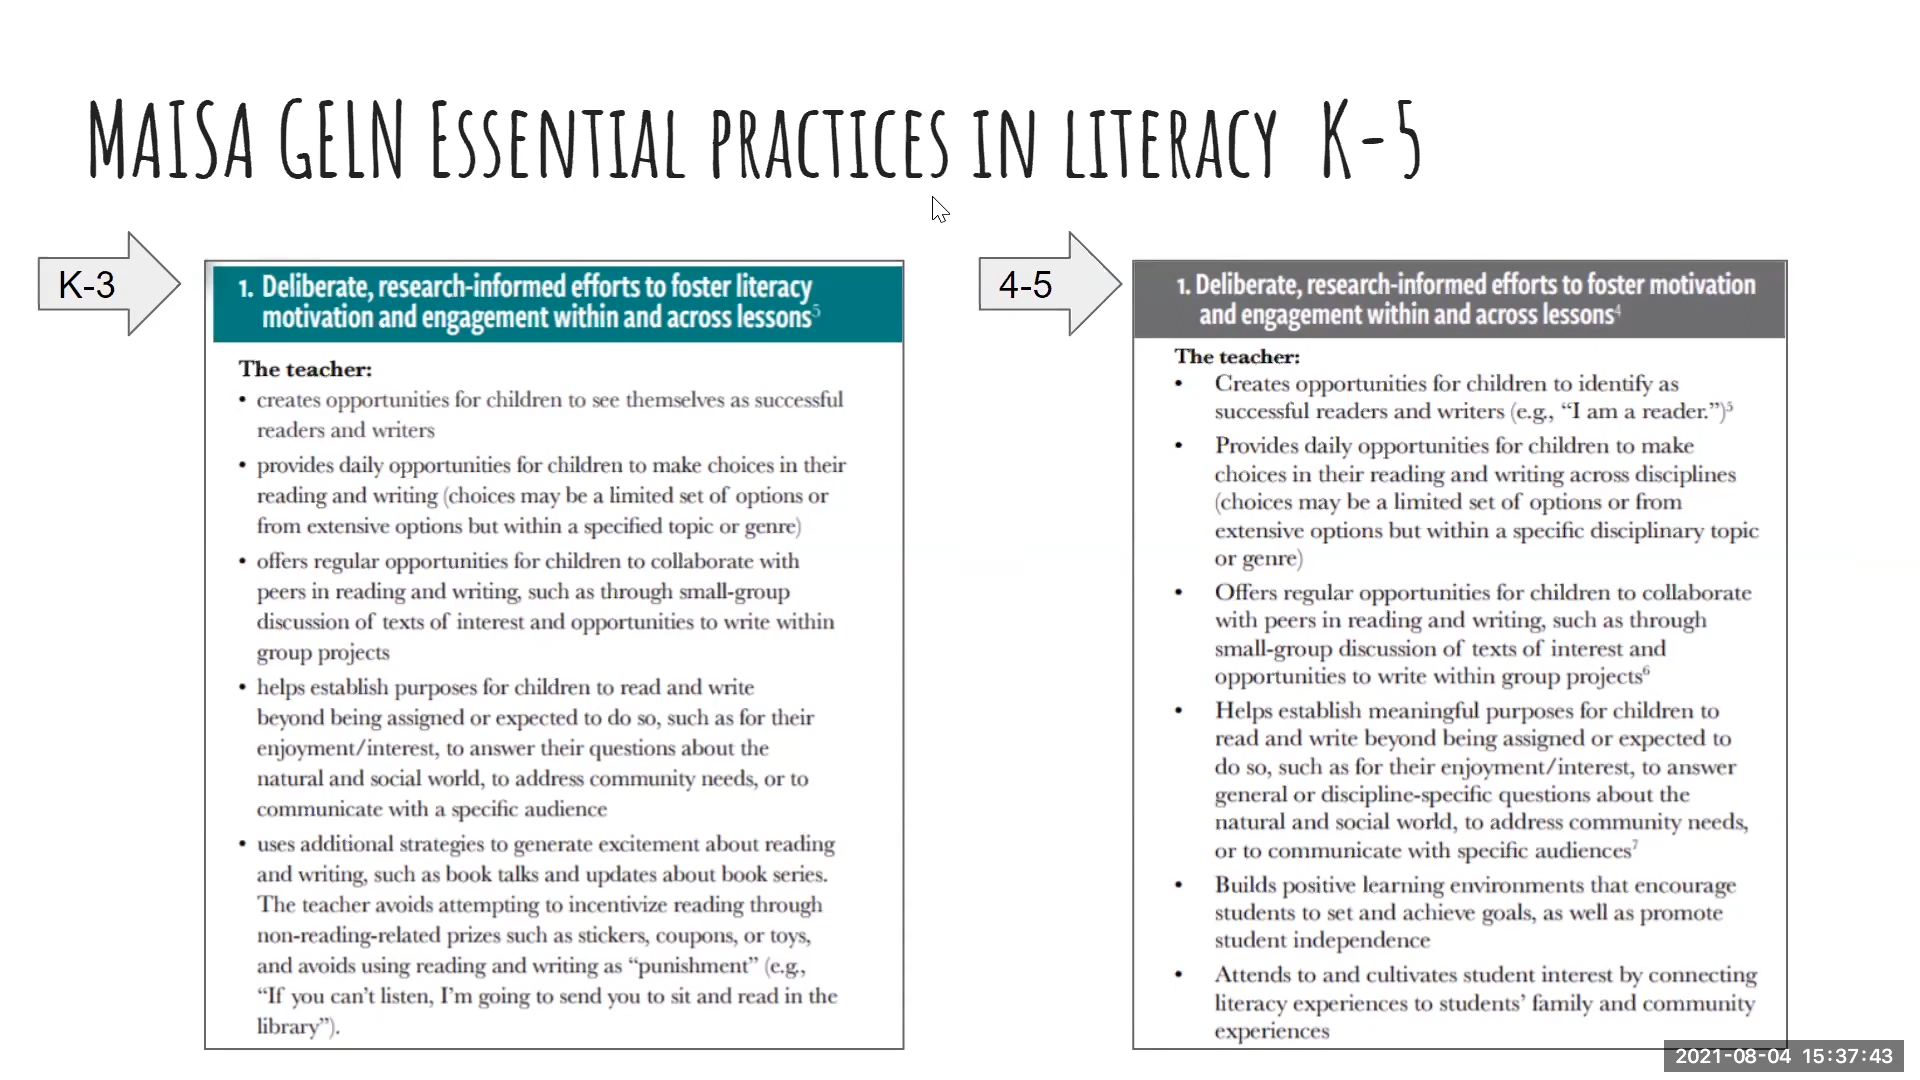 MAISA GELN Essential practices in literacy K-5
K-3
1. Deliberate, research-informed efforts to foster literacy
motivation and engagement within and across lessons5
The teacher:
• creates opportunities for children to see themselves as successful
readers and writers
• provides daily opportunities for children to make choices in their
reading and writing (choices may be a limited set of options or
from extensive options but within a specified topic or genre)
• offers regular opportunities for children to collaborate with
peers in reading and writing, such as through small-group
discussion of texts of interest and opportunities to write within
group projects
• helps establish purposes for children to read and write
beyond being assigned or expected to do so, such as for their
enjoyment/interest, to answer their questions about the
natural and social world, to address community needs, or to
communicate with a specific audience
• uses additional strategies to generate excitement about reading
and writing, such as book talks and updates about book series.
The teacher avoids attempting to incentivize reading through
non-reading-related prizes such as stickers, coupons, or toys,
and avoids using reading and writing as “punishment” (e.g.,
“If you can’t listen, I’m going to send you to sit and read in the
library”).
4-5
1. Deliberate, research-informed efforts to foster motivation
and engagement within and across lessons4
The teacher:
• Creates opportunities for children to identify as
successful readers and writers (e.g., “I am a reader.”)5
• Provides daily opportunities for children to make
choices in their reading and writing across disciplines
(choices may be a limited set of options or from
extensive options but within a specific disciplinary topic
or genre)
• Offers regular opportunities for children to collaborate
with peers in reading and writing, such as through
small-group discussion of texts of interest and
opportunities to write within group projects6
• Helps establish meaningful purposes for children to
read and write beyond being assigned or expected to
do so, such as for their enjoyment/interest, to answer
general or discipline-specific questions about the
natural and social world, to address community needs,
or to communicate with specific audiences7
• Builds positive learning environments that encourage
students to set and achieve goals, as well as promote
student independence
• Attends to and cultivates student interest by connecting
literacy experiences to students’ family and community
experiences
2021-08-04 15:37:43